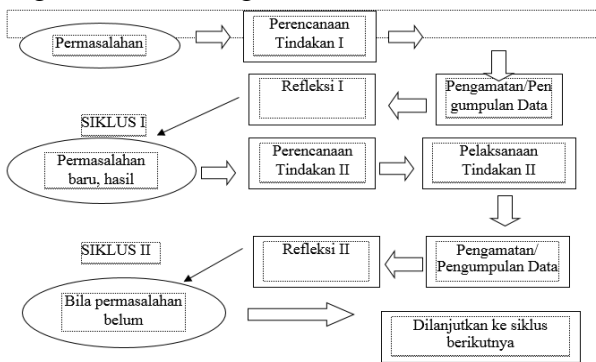 Permasalahan
Perencanaan
Tindakan I
Refleksi I
Pengamatan/Pen
gumpulan Data
SIKLUS I
Permasalahan
baru, hasil
Perencanaan
Tindakan II
Pelaksanaan
Tindakan II
SIKLUS II
Refleksi II
Pengamatan/
Pengumpulan Data
Bila permasalahan
belum
Dilanjutkan ke siklus
berikutnya